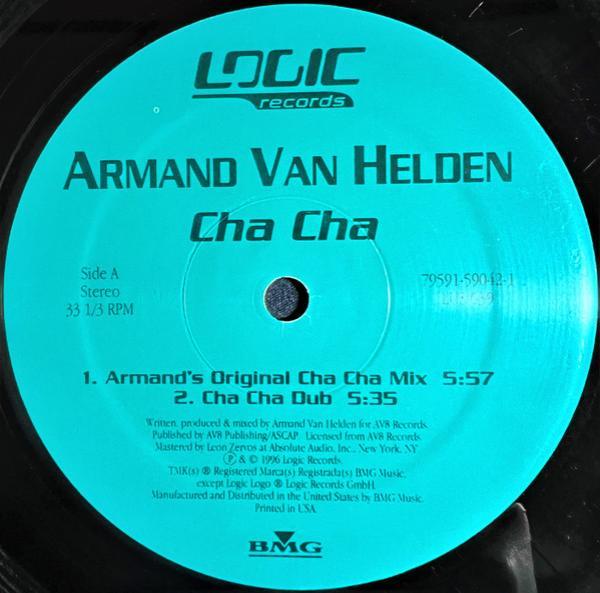 LOGIC
records
ARMAND VAN HELDEN
Cha Cha
Side A
Stereo
33 1/3 RPM
79591-59042-1
1. Armand's Original Cha Cha Mix 5:57
2. Cha Cha Dub 5:35
Written, produced & mixed by Armand Van Helden for AV8 Records.
Published by AV8 Publishing/ASCAP. Licensed from AV8 Records.
Mastered by Leon Zervos at Absolute Audio, Inc., New York, NY
℗ & © 1996 Logic Records.
TMK(s) ® Registered Marca(s) Registrada(s) BMG Music,
except Logic Logo ® Logic Records GmbH.
Manufactured and Distributed in the United States by BMG Music.
Printed in USA.
BMG